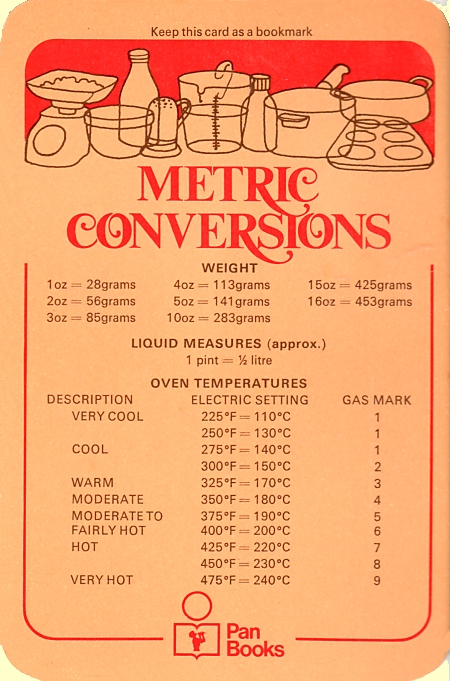 Keep this card as a bookmark
METRIC
CONVERSIONS
WEIGHT
1oz = 28grams 4oz = 113grams 15oz = 425grams
2oz = 56grams 5oz = 141grams 16oz = 453grams
3oz = 85grams 10oz = 283grams
LIQUID MEASURES (approx.)
1 pint = ½ litre
OVEN TEMPERATURES
DESCRIPTION ELECTRIC SETTING GAS MARK
VERY COOL 225°F = 110°C 1
250°F = 130°C 1
COOL 275°F = 140°C 1
300°F = 150°C 2
WARM 325°F = 170°C 3
MODERATE 350°F = 180°C 4
MODERATE TO 375°F = 190°C 5
FAIRLY HOT 400°F = 200°C 6
HOT 425°F = 220°C 7
450°F = 230°C 8
VERY HOT 475°F = 240°C 9
Pan
Books